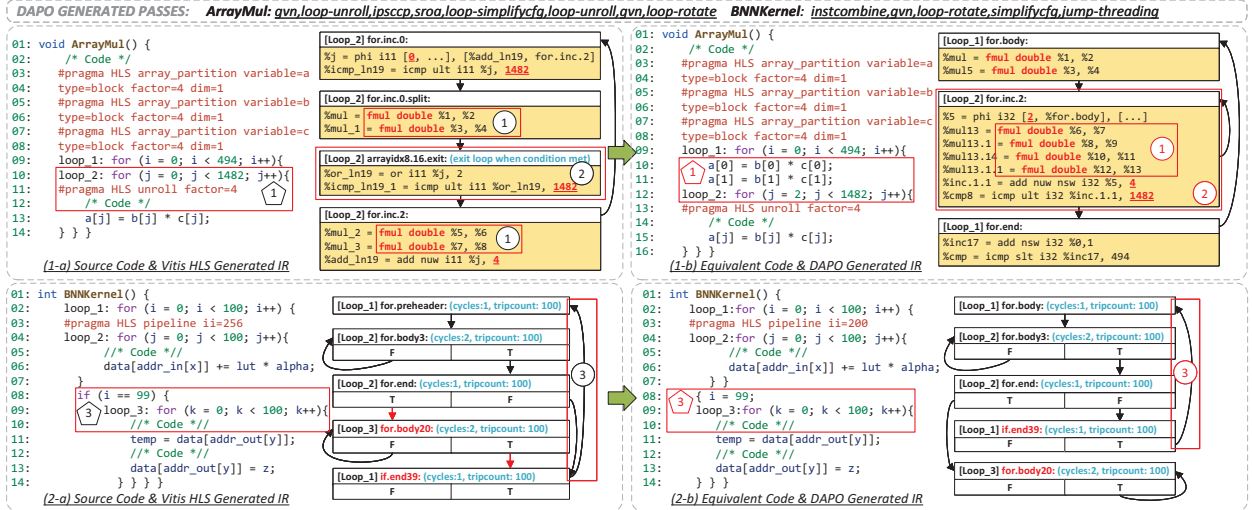 DAPO GENERATED PASSES: ArrayMul: gvn,loop-unroll,ipsccp,sroa,loop-simplifycfg,loop-unroll,gvn,loop-rotate BNNKernel: instcombine,gvn,loop-rotate,simplifycfg,jump-threading
01: void ArrayMul() {
02: /* Code */
03: #pragma HLS array_partition variable=a
04: type=block factor=4 dim=1
05: #pragma HLS array_partition variable=b
06: type=block factor=4 dim=1
07: #pragma HLS array_partition variable=c
08: type=block factor=4 dim=1
09: loop_1: for (i = 0; i < 494; i++){
10: loop_2: for (j = 0; j < 1482; j++){
11: #pragma HLS unroll factor=4
12: /* Code */
13: a[j] = b[j] * c[j];
14: } } }
1
(1-a) Source Code & Vitis HLS Generated IR
[Loop_2] for.inc.0:
%j = phi i11 [0, ...], [%add_ln19, for.inc.2]
%icmp_ln19 = icmp ult i11 %j, 1482
[Loop_2] for.inc.0.split:
%mul = fmul double %1, %2
%mul_1 = fmul double %3, %4
1
[Loop_2] arrayidx8.16.exit: (exit loop when condition met)
%or_ln19 = or i11 %j, 2
%icmp_ln19_1 = icmp ult i11 %or_ln19, 1482
2
[Loop_2] for.inc.2:
%mul_2 = fmul double %5, %6
%mul_3 = fmul double %7, %8
1
%add_ln19 = add nuw i11 %j, 4
01: void ArrayMul() {
02: /* Code */
03: #pragma HLS array_partition variable=a
04: type=block factor=4 dim=1
05: #pragma HLS array_partition variable=b
06: type=block factor=4 dim=1
07: #pragma HLS array_partition variable=c
08: type=block factor=4 dim=1
09: loop_1: for (i = 0; i < 494; i++){
10: a[0] = b[0] * c[0];
11: a[1] = b[1] * c[1];
12: loop_2: for (j = 2; j < 1482; j++){
13: #pragma HLS unroll factor=4
14: /* Code */
15: a[j] = b[j] * c[j];
16: } } }
1
(1-b) Equivalent Code & DAPO Generated IR
[Loop_1] for.body:
%mul = fmul double %1, %2
%mul5 = fmul double %3, %4
[Loop_2] for.inc.2:
%5 = phi i32 [2, %for.body], [...]
%mul13 = fmul double %6, %7
%mul13.1 = fmul double %8, %9
%mul13.14 = fmul double %10, %11
%mul13.1.1 = fmul double %12, %13
1
%inc.1.1 = add nuw nsw i32 %5, 4
%cmp8 = icmp ult i32 %inc.1.1, 1482
2
[Loop_1] for.end:
%inc17 = add nsw i32 %0,1
%cmp = icmp slt i32 %inc17, 494
01: int BNNKernel() {
02: loop_1: for (i = 0; i < 100; i++) {
03: #pragma HLS pipeline ii=256
04: loop_2: for (j = 0; j < 100; j++){
05: //* Code *//
06: data[addr_in[x]] += lut * alpha;
07: }
08: if (i == 99) {
09: loop_3: for (k = 0; k < 100; k++){
10: //* Code *//
11: temp = data[addr_out[y]];
12: //* Code *//
13: data[addr_out[y]] = z;
14: } } } }
3
(2-a) Source Code & Vitis HLS Generated IR
[Loop_1] for.preheader: (cycles:1, tripcount: 100)
[Loop_2] for.body3: (cycles:2, tripcount: 100)
F T
[Loop_2] for.end: (cycles:1, tripcount: 100)
T F
[Loop_3] for.body20: (cycles:2, tripcount: 100)
F T
[Loop_1] if.end39: (cycles:1, tripcount: 100)
F T
3
01: int BNNKernel() {
02: loop_1:for (i = 0; i < 100; i++){
03: #pragma HLS pipeline ii=200
04: loop_2:for (j = 0; j < 100; j++){
05: //* Code *//
06: data[addr_in[x]] += lut * alpha;
07: } }
08: { i = 99;
09: loop_3:for (k = 0; k < 100; k++){
10: //* Code *//
11: temp = data[addr_out[y]];
12: //* Code *//
13: data[addr_out[y]] = z;
14: } }
3
(2-b) Equivalent Code & DAPO Generated IR
[Loop_1] for.body: (cycles:1, tripcount: 100)
[Loop_2] for.body3: (cycles:2, tripcount: 100)
F T
[Loop_2] for.end: (cycles:1, tripcount: 100)
T F
[Loop_1] if.end39: (cycles:1, tripcount: 100)
F T
[Loop_3] for.body20: (cycles:2, tripcount: 100)
F T
3